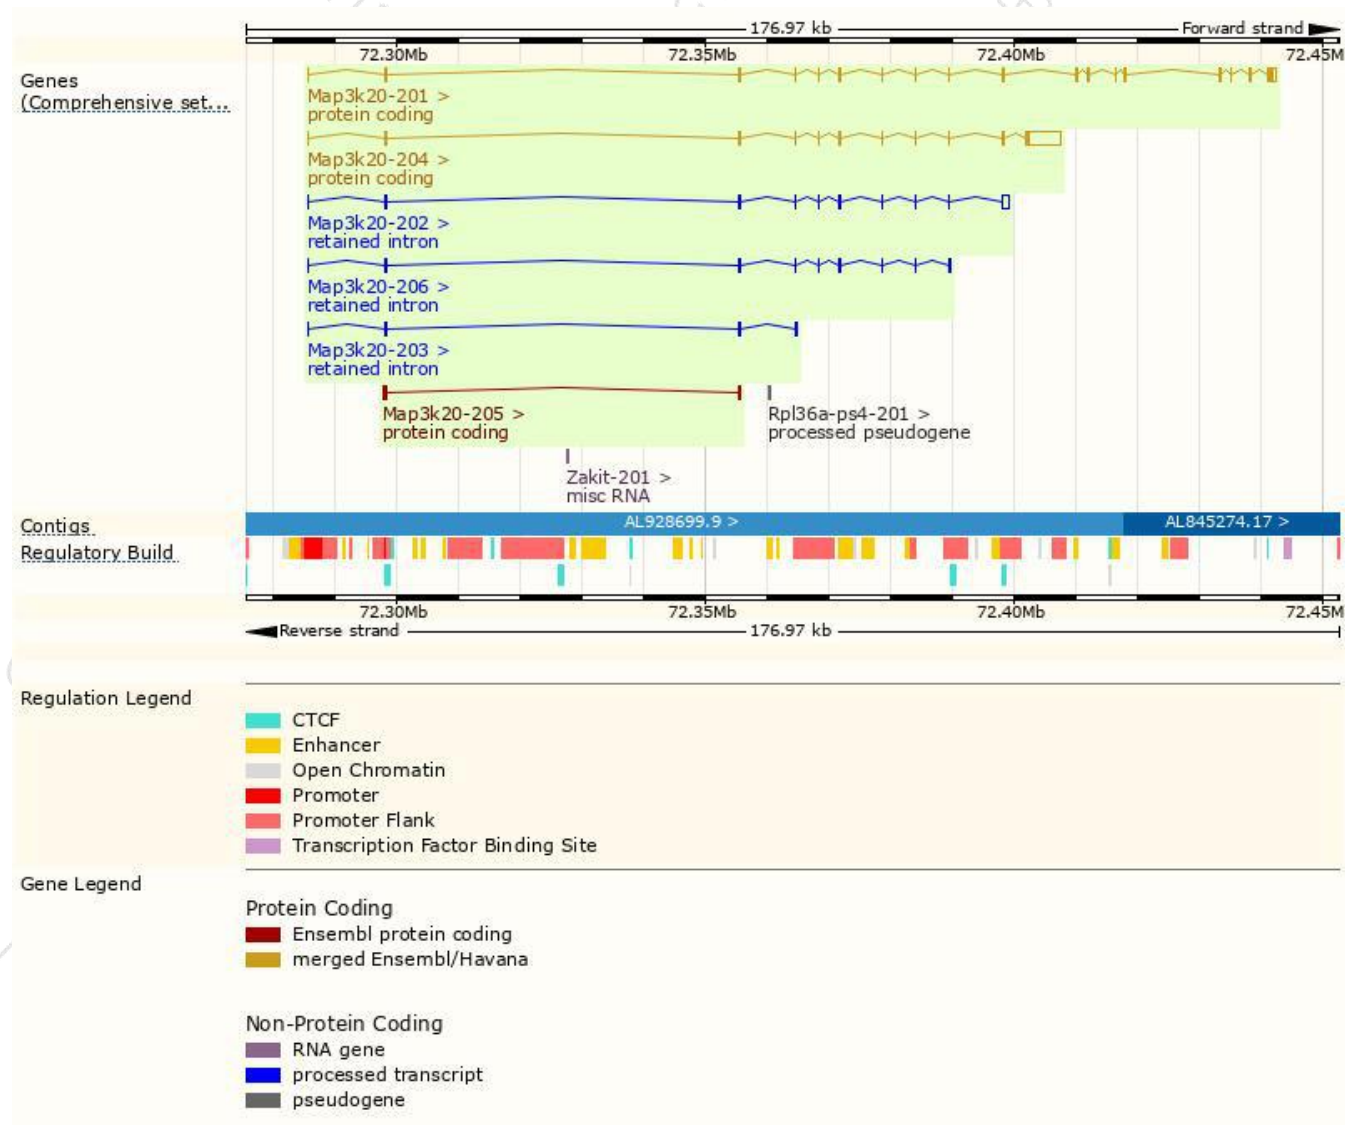 176.97 kb
Forward strand
72.30Mb 72.35Mb 72.40Mb 72.45M
Genes
(Comprehensive set...
Map3k20-201 >
protein coding
Map3k20-204 >
protein coding
Map3k20-202 >
retained intron
Map3k20-206 >
retained intron
Map3k20-203 >
retained intron
Map3k20-205 >
protein coding
Rpl36a-ps4-201 >
processed pseudogene
Zakit-201 >
misc RNA
Contigs
AL928699.9 >
AL845274.17 >
Regulatory Build
72.30Mb 72.35Mb 72.40Mb 72.45M
Reverse strand
176.97 kb
Regulation Legend
CTCF
Enhancer
Open Chromatin
Promoter
Promoter Flank
Transcription Factor Binding Site
Gene Legend
Protein Coding
Ensembl protein coding
merged Ensembl/Havana
Non-Protein Coding
RNA gene
processed transcript
pseudogene